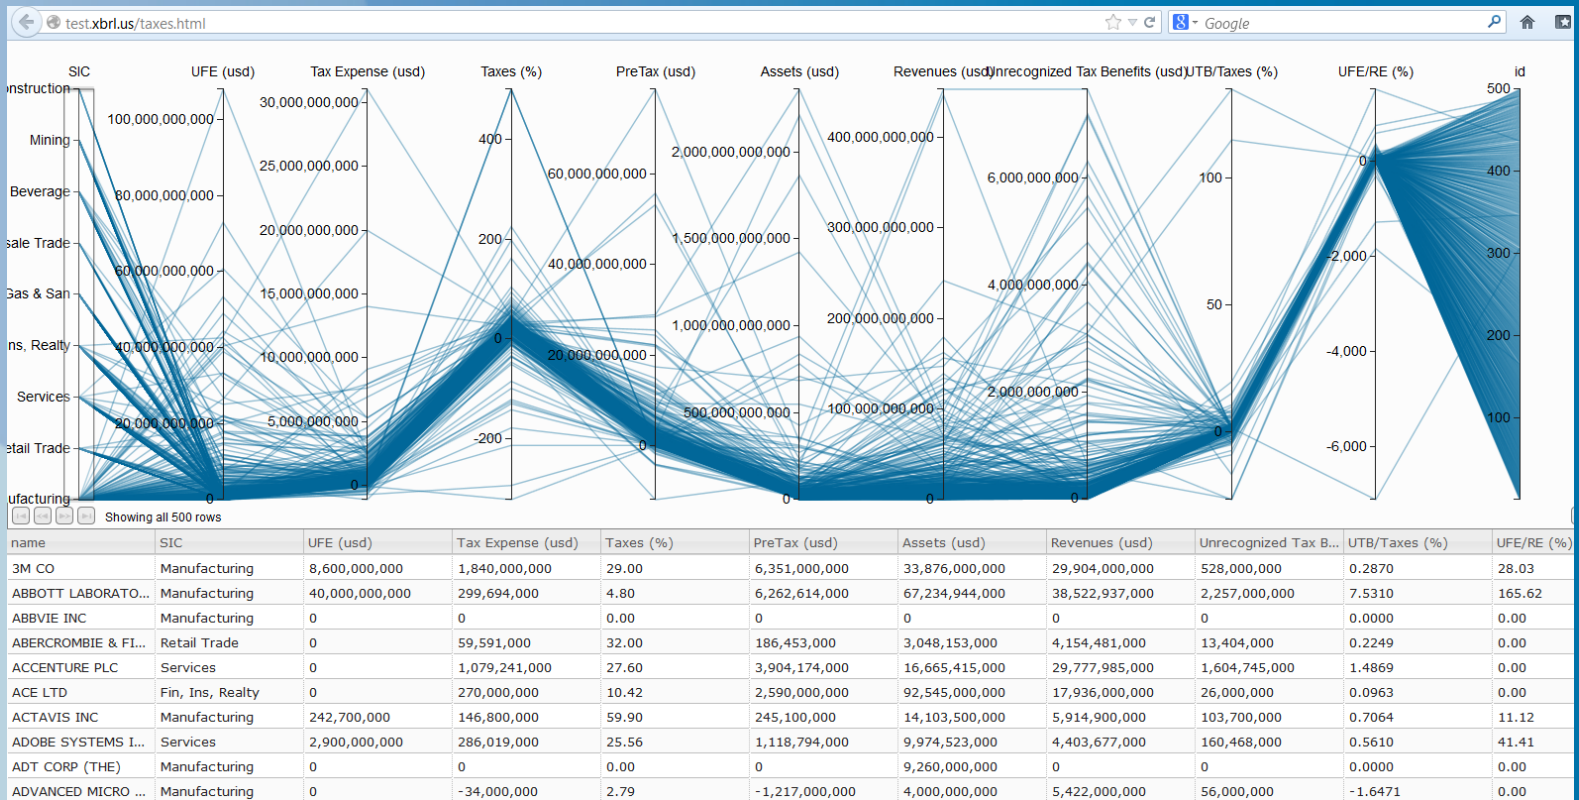 test.xbrl.us/taxes.html
Google
SIC UFE (usd) Tax Expense (usd) Taxes (%) PreTax (usd) Assets (usd) Revenues (usd) Unrecognized Tax Benefits (usd) UTB/Taxes (%) UFE/RE (%) id
onstruction
Mining
Beverage
sale Trade
Gas & San
ns, Realty
Services
etail Trade
ufacturing
100,000,000,000
80,000,000,000
60,000,000,000
40,000,000,000
20,000,000,000
0
30,000,000,000
25,000,000,000
20,000,000,000
15,000,000,000
10,000,000,000
5,000,000,000
0
400
200
0
-200
60,000,000,000
40,000,000,000
20,000,000,000
0
2,000,000,000,000
1,500,000,000,000
1,000,000,000,000
500,000,000,000
0
400,000,000,000
300,000,000,000
200,000,000,000
100,000,000,000
0
6,000,000,000
4,000,000,000
2,000,000,000
0
100
50
0
0
-2,000
-4,000
-6,000
500
400
300
200
100
Showing all 500 rows
name SIC UFE (usd) Tax Expense (usd) Taxes (%) PreTax (usd) Assets (usd) Revenues (usd) Unrecognized Tax B... UTB/Taxes (%) UFE/RE (%)
3M CO Manufacturing 8,600,000,000 1,840,000,000 29.00 6,351,000,000 33,876,000,000 29,904,000,000 528,000,000 0.2870 28.03
ABBOTT LABORATO... Manufacturing 40,000,000,000 299,694,000 4.80 6,262,614,000 67,234,944,000 38,522,937,000 2,257,000,000 7.5310 165.62
ABBVIE INC Manufacturing 0 0 0.00 0 0 0 0 0.0000 0.00
ABERCROMBIE & FI... Retail Trade 0 59,591,000 32.00 186,453,000 3,048,153,000 4,154,481,000 13,404,000 0.2249 0.00
ACCENTURE PLC Services 0 1,079,241,000 27.60 3,904,174,000 16,665,415,000 29,777,985,000 1,604,745,000 1.4869 0.00
ACE LTD Fin, Ins, Realty 0 270,000,000 10.42 2,590,000,000 92,545,000,000 17,936,000,000 26,000,000 0.0963 0.00
ACTAVIS INC Manufacturing 242,700,000 146,800,000 59.90 245,100,000 14,103,500,000 5,914,900,000 103,700,000 0.7064 11.12
ADOBE SYSTEMS I... Services 2,900,000,000 286,019,000 25.56 1,118,794,000 9,974,523,000 4,403,677,000 160,468,000 0.5610 41.41
ADT CORP (THE) Manufacturing 0 0 0.00 0 9,260,000,000 0 0 0.0000 0.00
ADVANCED MICRO ... Manufacturing 0 -34,000,000 2.79 -1,217,000,000 4,000,000,000 5,422,000,000 56,000,000 -1.6471 0.00